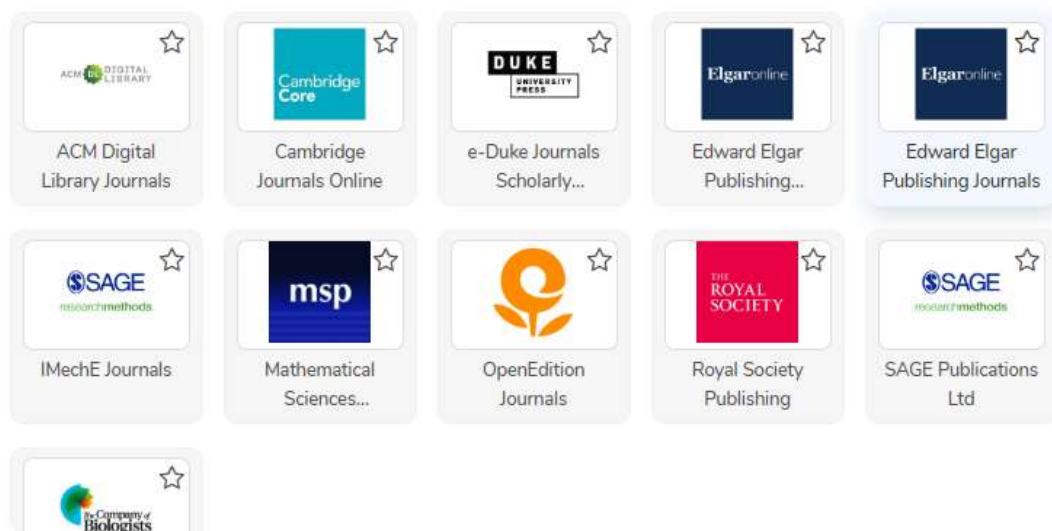 ACM DL DIGITAL
LIBRARY
ACM Digital
Library Journals
Cambridge
Core
Cambridge
Journals Online
DUKE
UNIVERSITY
PRESS
e-Duke Journals
Scholarly...
Elgaronline
Edward Elgar
Publishing...
Elgaronline
Edward Elgar
Publishing Journals
SAGE
researchmethods
IMechE Journals
msp
Mathematical
Sciences...
OpenEdition
Journals
THE
ROYAL
SOCIETY
Royal Society
Publishing
SAGE
researchmethods
SAGE Publications
Ltd
The Company of
Biologists